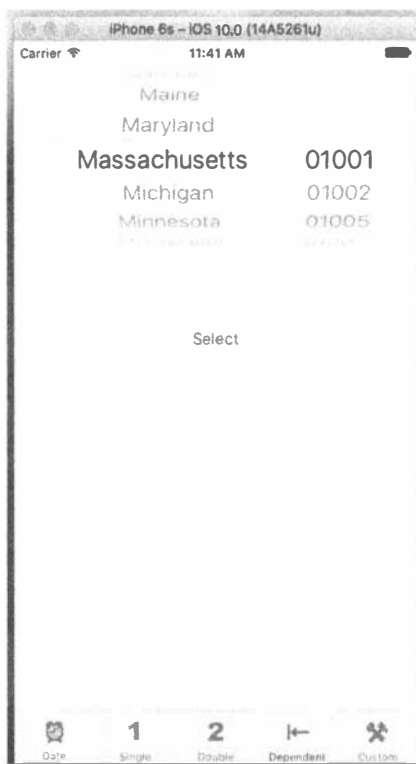 iPhone 6s – iOS 10.0 (14A5261u)
Carrier 11:41 AM
Maine
Maryland
Massachusetts 01001
Michigan 01002
Minnesota 01005
Select
1 2
Date Single Double Dependent Custom